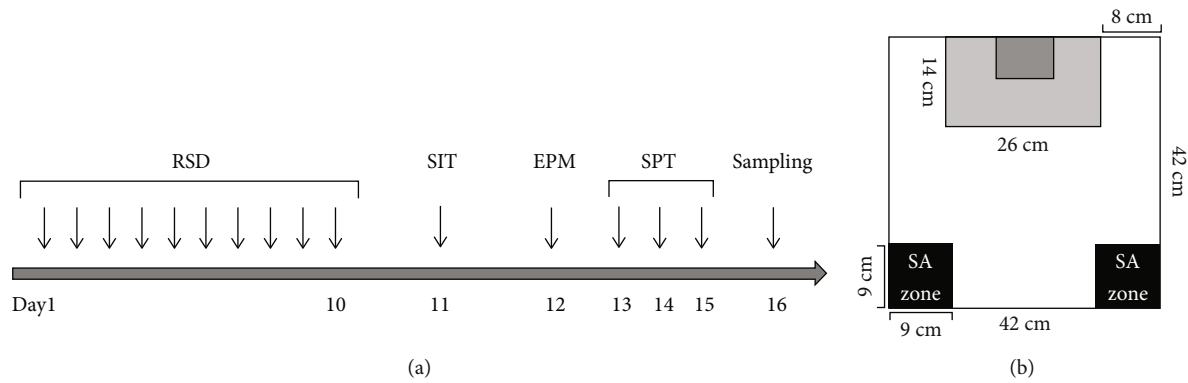 RSD SIT EPM SPT Sampling
Day1 10 11 12 13 14 15 16
(a)
8 cm
14 cm
26 cm
42 cm
SA zone
SA zone
9 cm
9 cm
42 cm
(b)